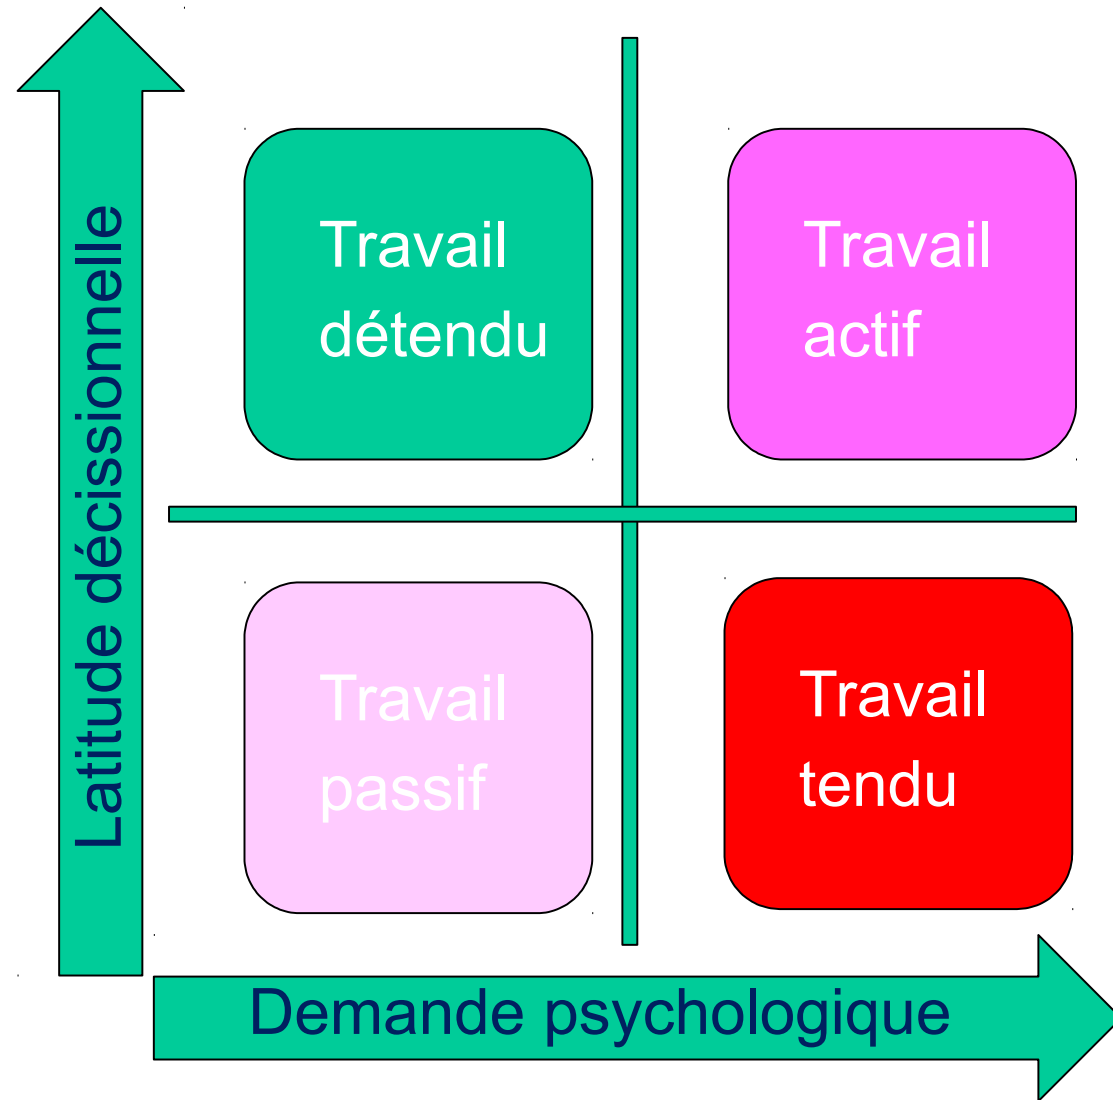 Latitude décissionnelle
Travail
détendu
Travail
actif
Travail
passif
Travail
tendu
Demande psychologique